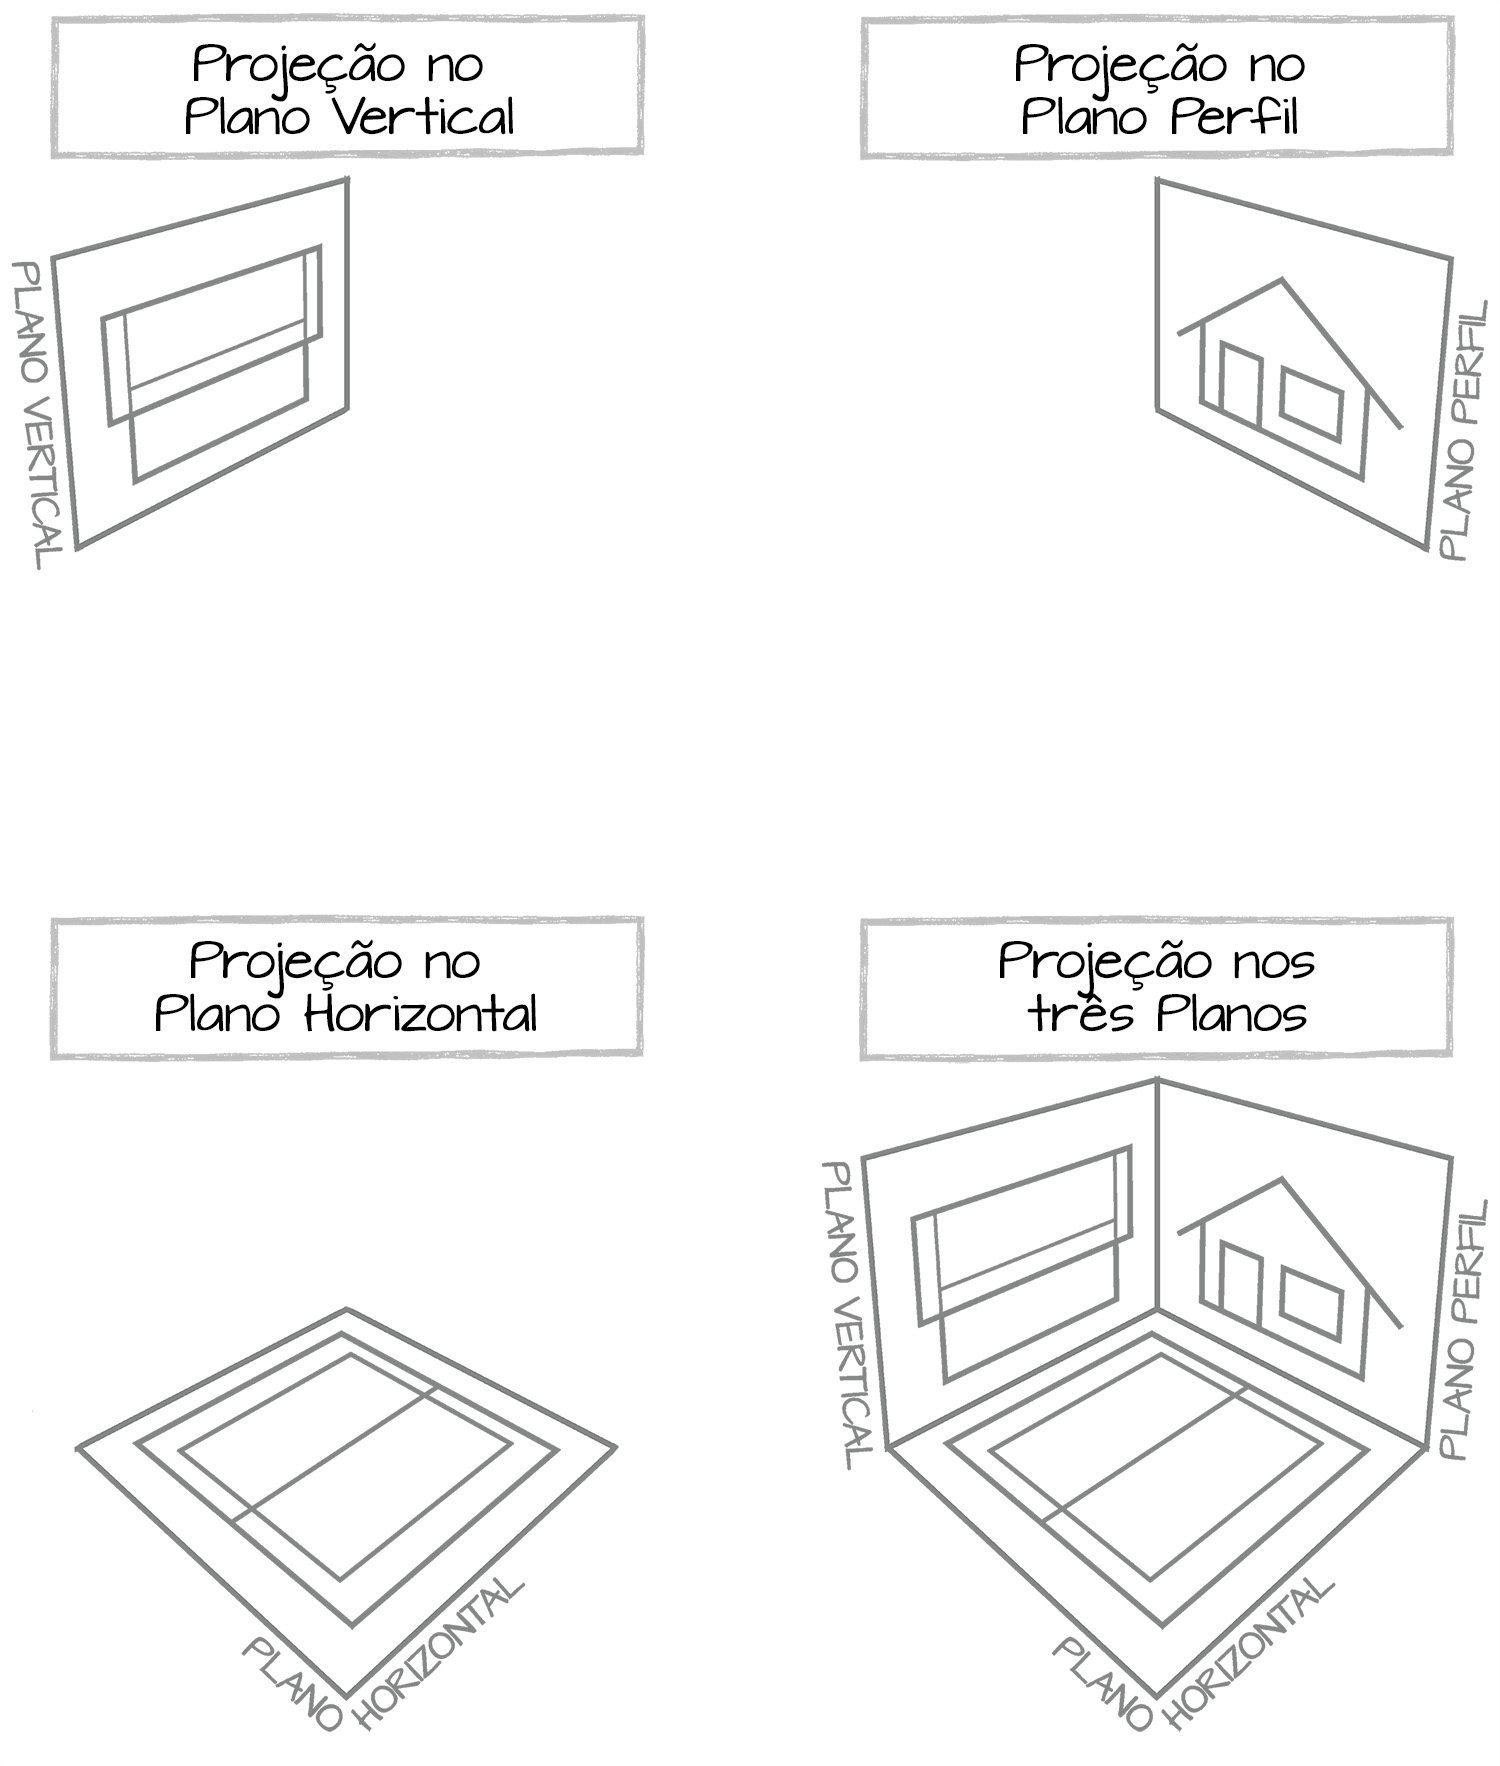 Projeção no
Plano Vertical
PLANO VERTICAL
Projeção no
Plano Perfil
PLANO PERFIL
Projeção no
Plano Horizontal
PLANO HORIZONTAL
Projeção nos
três Planos
PLANO VERTICAL
PLANO PERFIL
PLANO HORIZONTAL